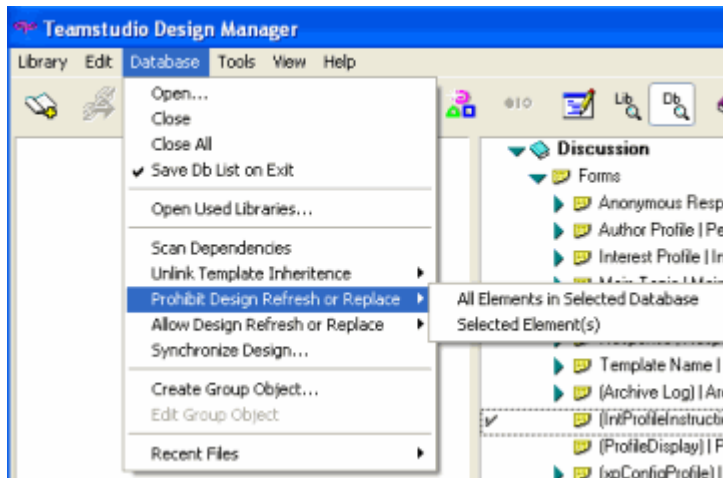 Teamstudio Design Manager
Library Edit Database Tools View Help
Open...
Close
Close All
Save Db List on Exit
Open Used Libraries...
Scan Dependencies
Unlink Template Inheritence
Prohibit Design Refresh or Replace
Allow Design Refresh or Replace
Synchronize Design...
Create Group Object...
Edit Group Object
Recent Files
All Elements in Selected Database
Selected Element(s)
Lib
Db
Discussion
Forms
Anonymous Resp
Author Profile | Pe
Interest Profile | In
Template Name |
(Archive Log) | Ar
(IntProfileInstructi
(ProfileDisplay) | P
(xpConfigProfile) |